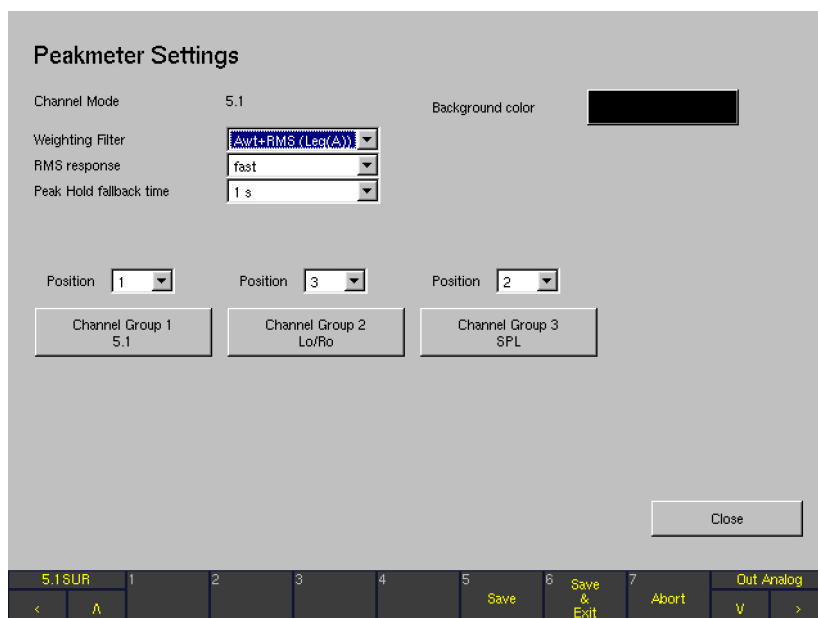 Peakmeter Settings
Channel Mode 5.1 Background color
Weighting Filter Awt+RMS (Leq(A))
RMS response fast
Peak Hold fallback time 1 s
Position 1 Position 3 Position 2
Channel Group 1 Channel Group 2 Channel Group 3
5.1 Lo/Ro SPL
Close
5.1SUR 1 2 3 4 5 Save 6 Save & Exit 7 Abort Out Analog
< Λ V >